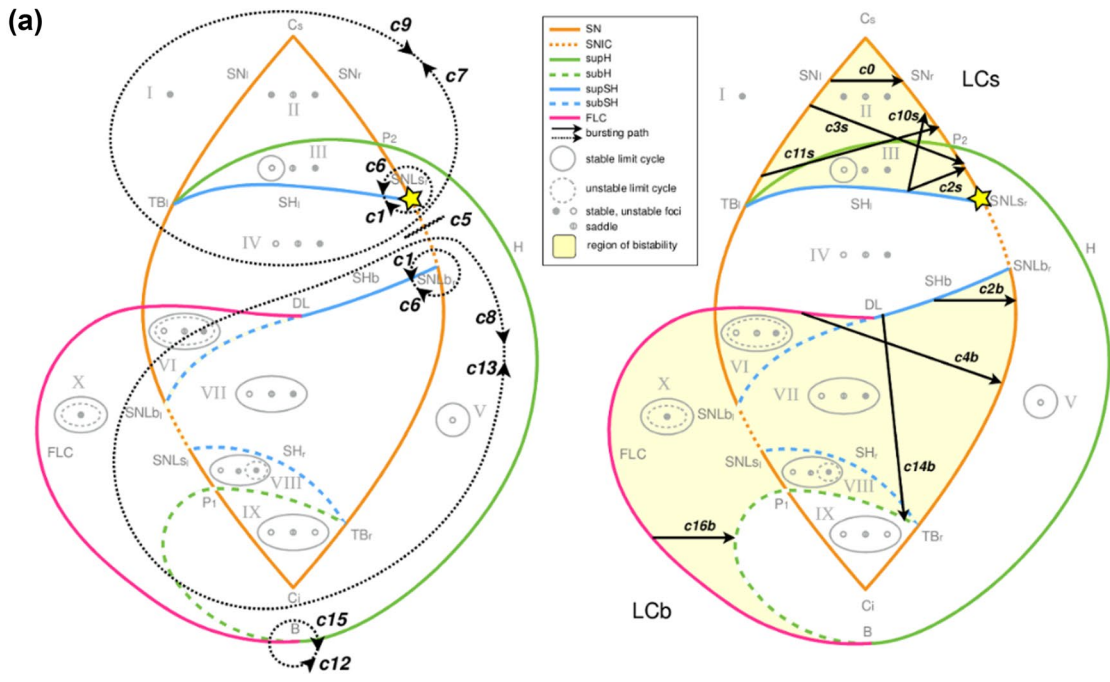 (a)
c9
c7
Cs
SNl
SNr
I
II
P2
III
c6
SNLs
TBl
SHl
c1
c5
IV
H
c1
SHb
SNLbr
c6
DL
c8
VI
c13
X
VII
SNLbl
V
FLC
SNLsl
SHr
VIII
P1
IX
TBr
Ci
B
c15
c12
SN
SNIC
supH
subH
supSH
subSH
FLC
bursting path
stable limit cycle
unstable limit cycle
stable, unstable foci
saddle
region of bistability
Cs
LCs
SNl
SNr
c0
I
II
c10s
c3s
P2
c11s
III
c2s
TBl
SHl
SNLsr
IV
H
SHb
SNLbr
c2b
DL
VI
c4b
X
VII
V
SNLbl
FLC
SNLsl
SHr
c14b
VIII
P1
IX
TBr
c16b
Ci
LCb
B